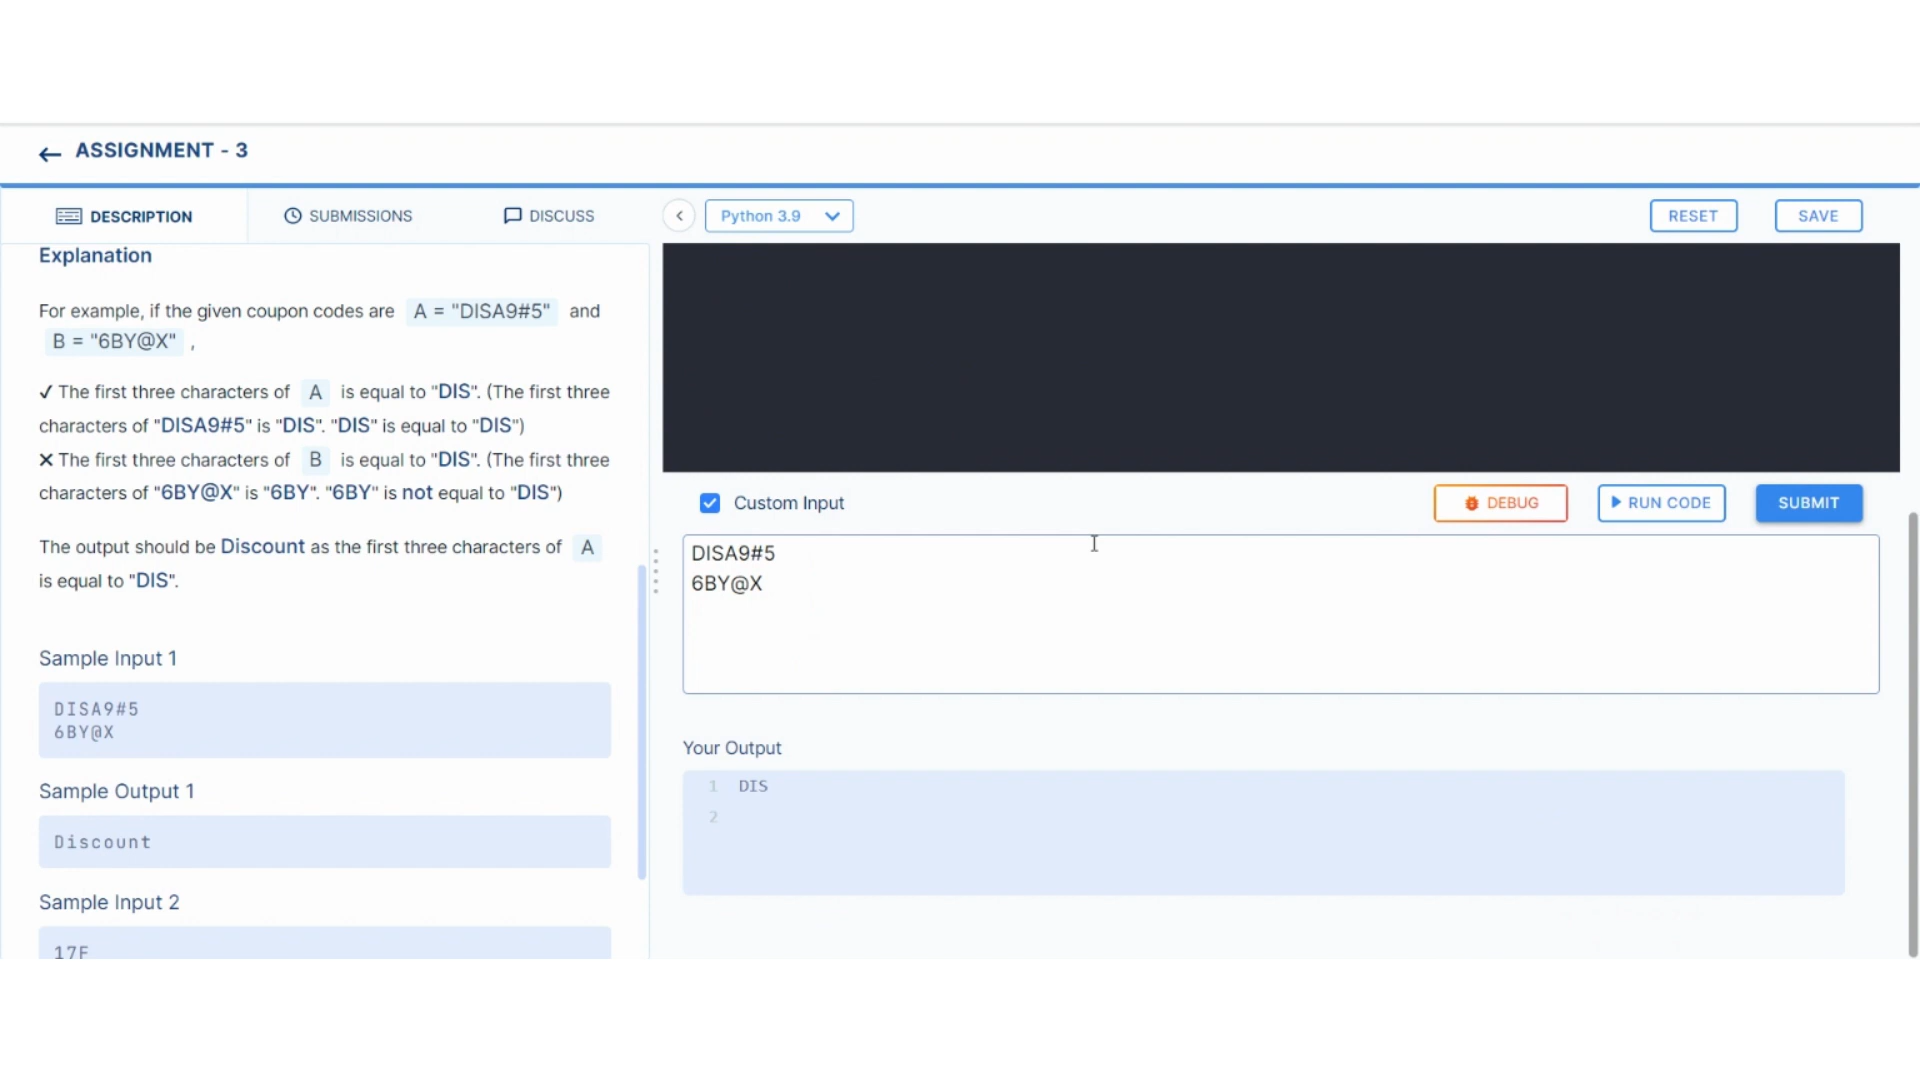 ASSIGNMENT - 3
DESCRIPTION
SUBMISSIONS
DISCUSS
Python 3.9
RESET
SAVE
Explanation
For example, if the given coupon codes are A = "DISA9#5" and
B = "6BY@X" ,
✓ The first three characters of A is equal to "DIS". (The first three
characters of "DISA9#5" is "DIS". "DIS" is equal to "DIS")
✕ The first three characters of B is equal to "DIS". (The first three
characters of "6BY@X" is "6BY". "6BY" is not equal to "DIS")
The output should be Discount as the first three characters of A
is equal to "DIS".
Sample Input 1
DISA9#5
6BY@X
Sample Output 1
Discount
Sample Input 2
17F
Custom Input
DEBUG
RUN CODE
SUBMIT
DISA9#5
6BY@X
Your Output
1 DIS
2